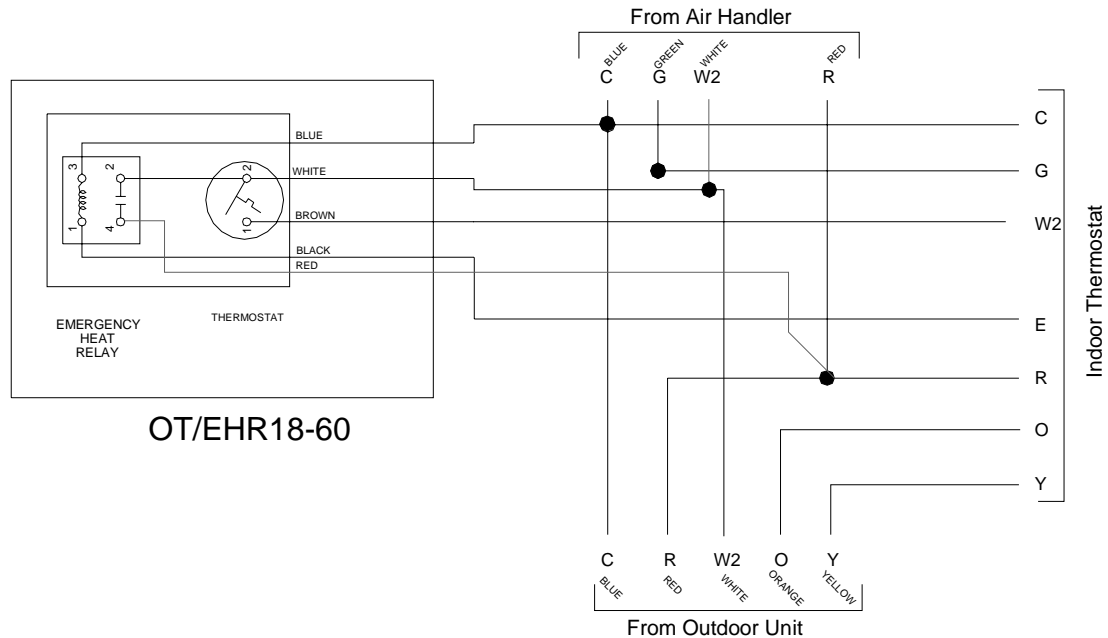 From Air Handler
BLUE GREEN WHITE RED
C G W2 R
BLUE
WHITE
BROWN
BLACK
RED
3 2
1 4
2
1
EMERGENCY
HEAT
RELAY
THERMOSTAT
OT/EHR18-60
C
G
W2
E
R
O
Y
Indoor Thermostat
C R W2 O Y
BLUE RED WHITE ORANGE YELLOW
From Outdoor Unit